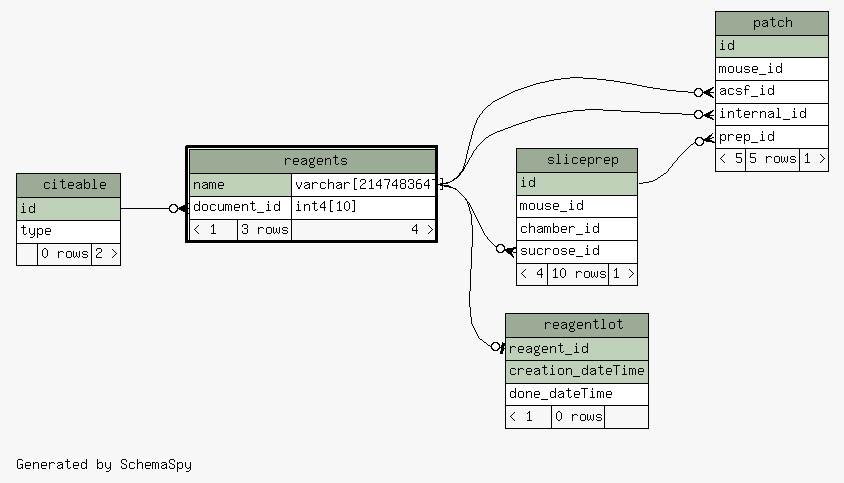 patch
id
mouse_id
acsf_id
internal_id
prep_id
< 5 5 rows 1 >
reagents
name varchar[214748364
document_id int4[10]
< 1 3 rows 4 >
sliceprep
id
mouse_id
chamber_id
sucrose_id
< 4 10 rows 1 >
citeable
id
type
0 rows 2 >
reagentlot
reagent_id
creation_dateTime
done_dateTime
< 1 0 rows
Generated by SchemaSpy